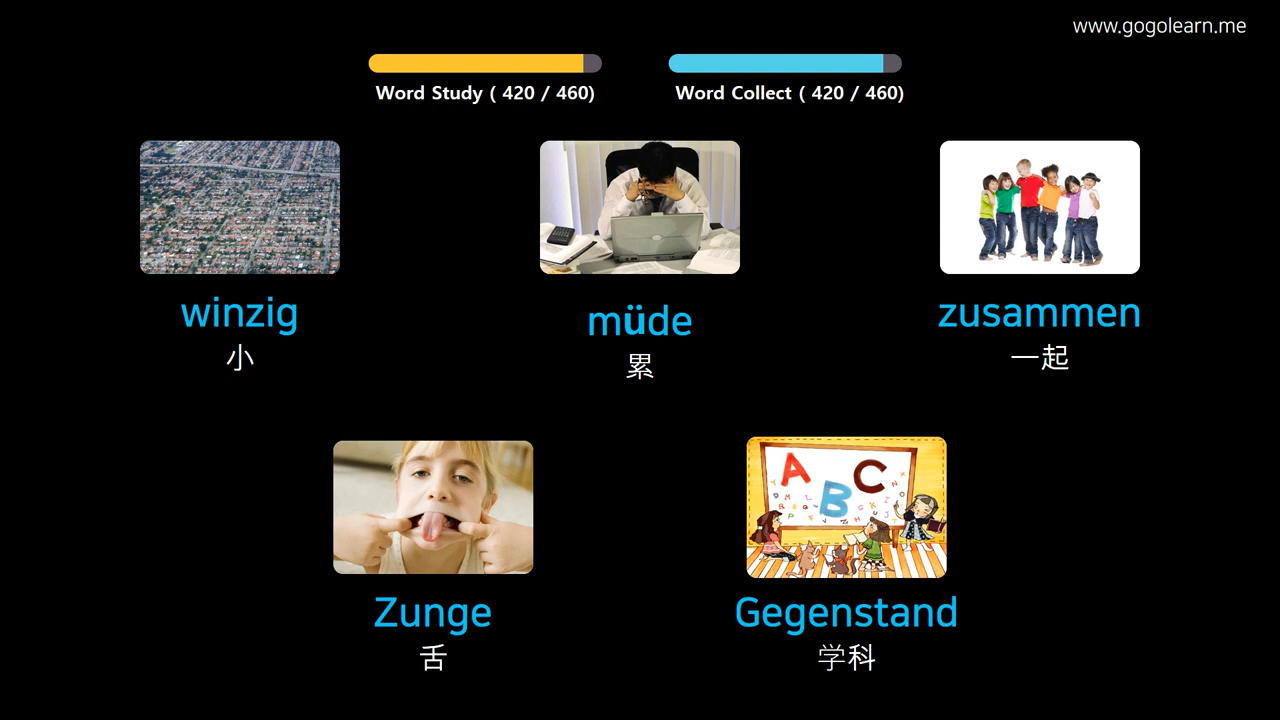 www.gogolearn.me
Word Study ( 420 / 460)
Word Collect ( 420 / 460)
winzig
小
müde
累
zusammen
一起
A B C
Zunge
舌
Gegenstand
学科